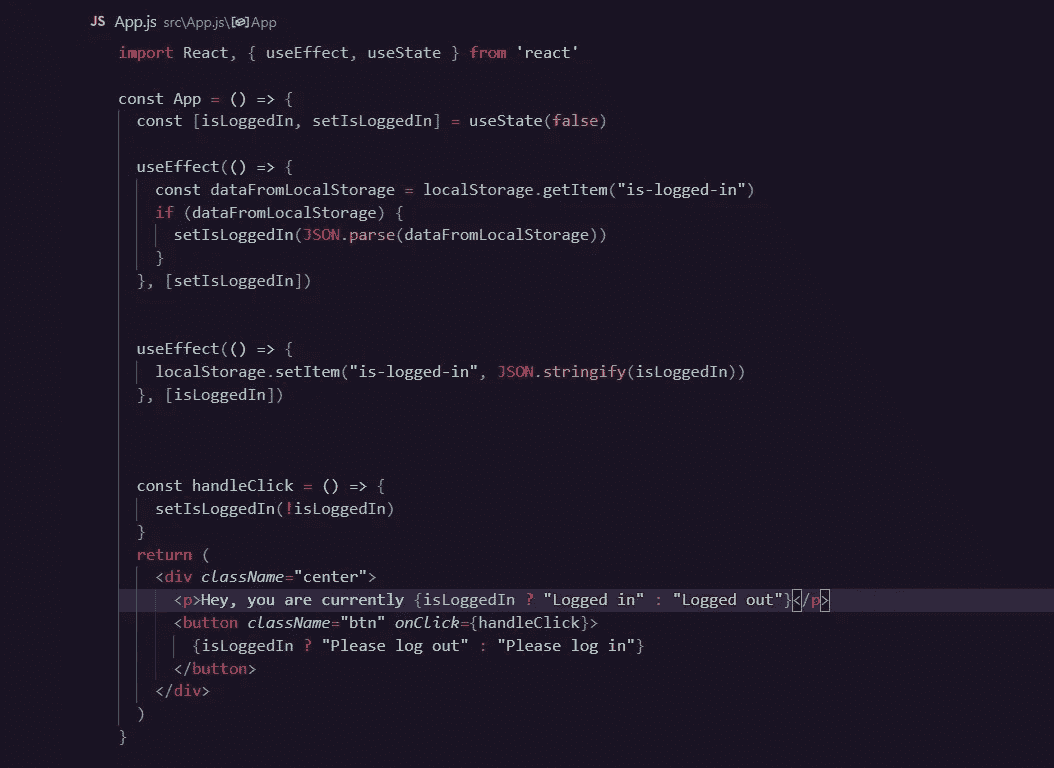 JS App.js src\App.js\App
import React, { useEffect, useState } from 'react'
const App = () => {
const [isLoggedIn, setIsLoggedIn] = useState(false)
useEffect(() => {
const dataFromLocalStorage = localStorage.getItem("is-logged-in")
if (dataFromLocalStorage) {
setIsLoggedIn(JSON.parse(dataFromLocalStorage))
}
}, [setIsLoggedIn])
useEffect(() => {
localStorage.setItem("is-logged-in", JSON.stringify(isLoggedIn))
}, [isLoggedIn])
const handleClick = () => {
setIsLoggedIn(!isLoggedIn)
}
return (
<div className="center">
<p>Hey, you are currently {isLoggedIn ? "Logged in" : "Logged out"}</p>
<button className="btn" onClick={handleClick}>
{isLoggedIn ? "Please log out" : "Please log in"}
</button>
</div>
)
}